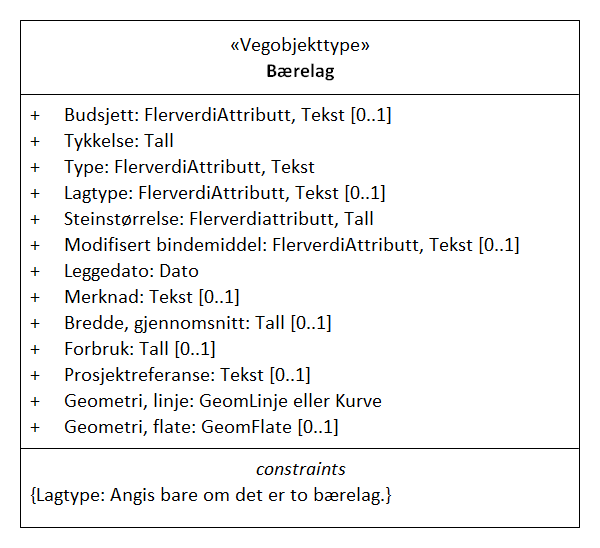 «Vegobjekttype»
Bærelag
+ Budsjett: FlerverdiAttributt, Tekst [0..1]
+ Tykkelse: Tall
+ Type: FlerverdiAttributt, Tekst
+ Lagtype: FlerverdiAttributt, Tekst [0..1]
+ Steinstørrelse: Flerverdiattributt, Tall
+ Modifisert bindemiddel: FlerverdiAttributt, Tekst [0..1]
+ Leggedato: Dato
+ Merknad: Tekst [0..1]
+ Bredde, gjennomsnitt: Tall [0..1]
+ Forbruk: Tall [0..1]
+ Prosjektreferanse: Tekst [0..1]
+ Geometri, linje: GeomLinje eller Kurve
+ Geometri, flate: GeomFlate [0..1]
constraints
{Lagtype: Angis bare om det er to bærelag.}